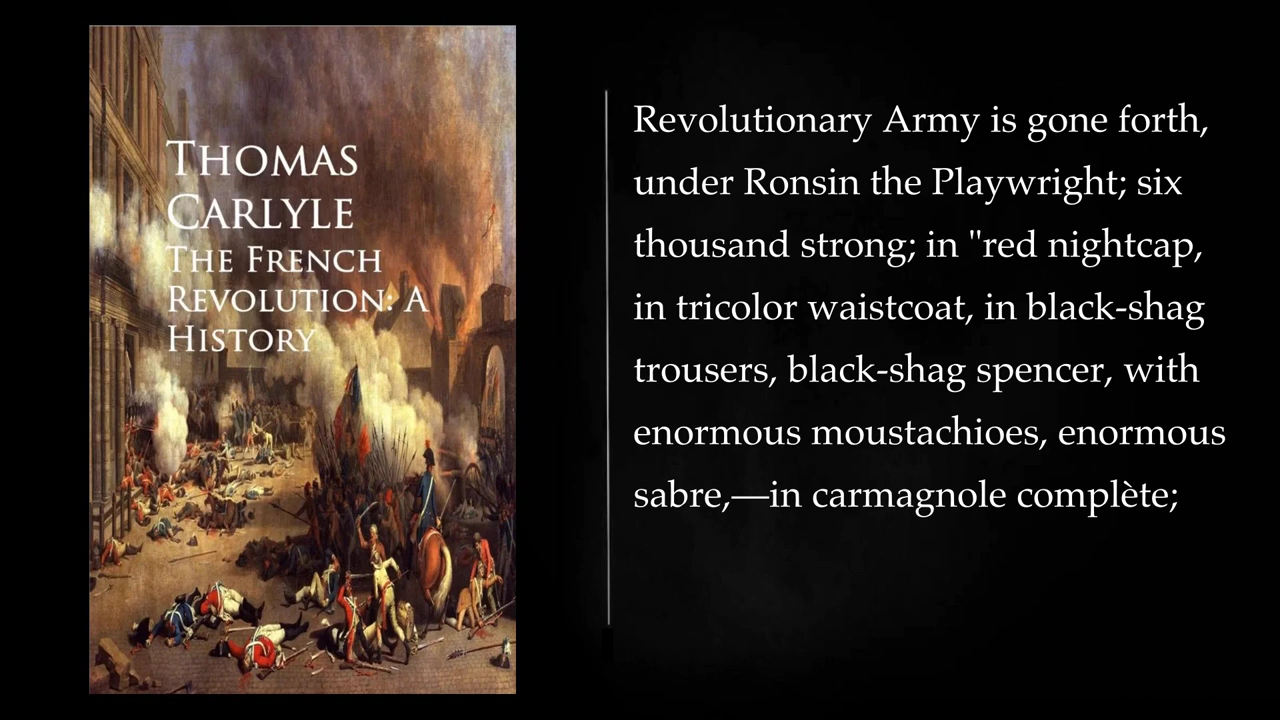 THOMAS
CARLYLE
THE FRENCH
REVOLUTION: A
HISTORY
Revolutionary Army is gone forth,
under Ronsin the Playwright; six
thousand strong; in "red nightcap,
in tricolor waistcoat, in black-shag
trousers, black-shag spencer, with
enormous moustachioes, enormous
sabre,—in carmagnole complète;